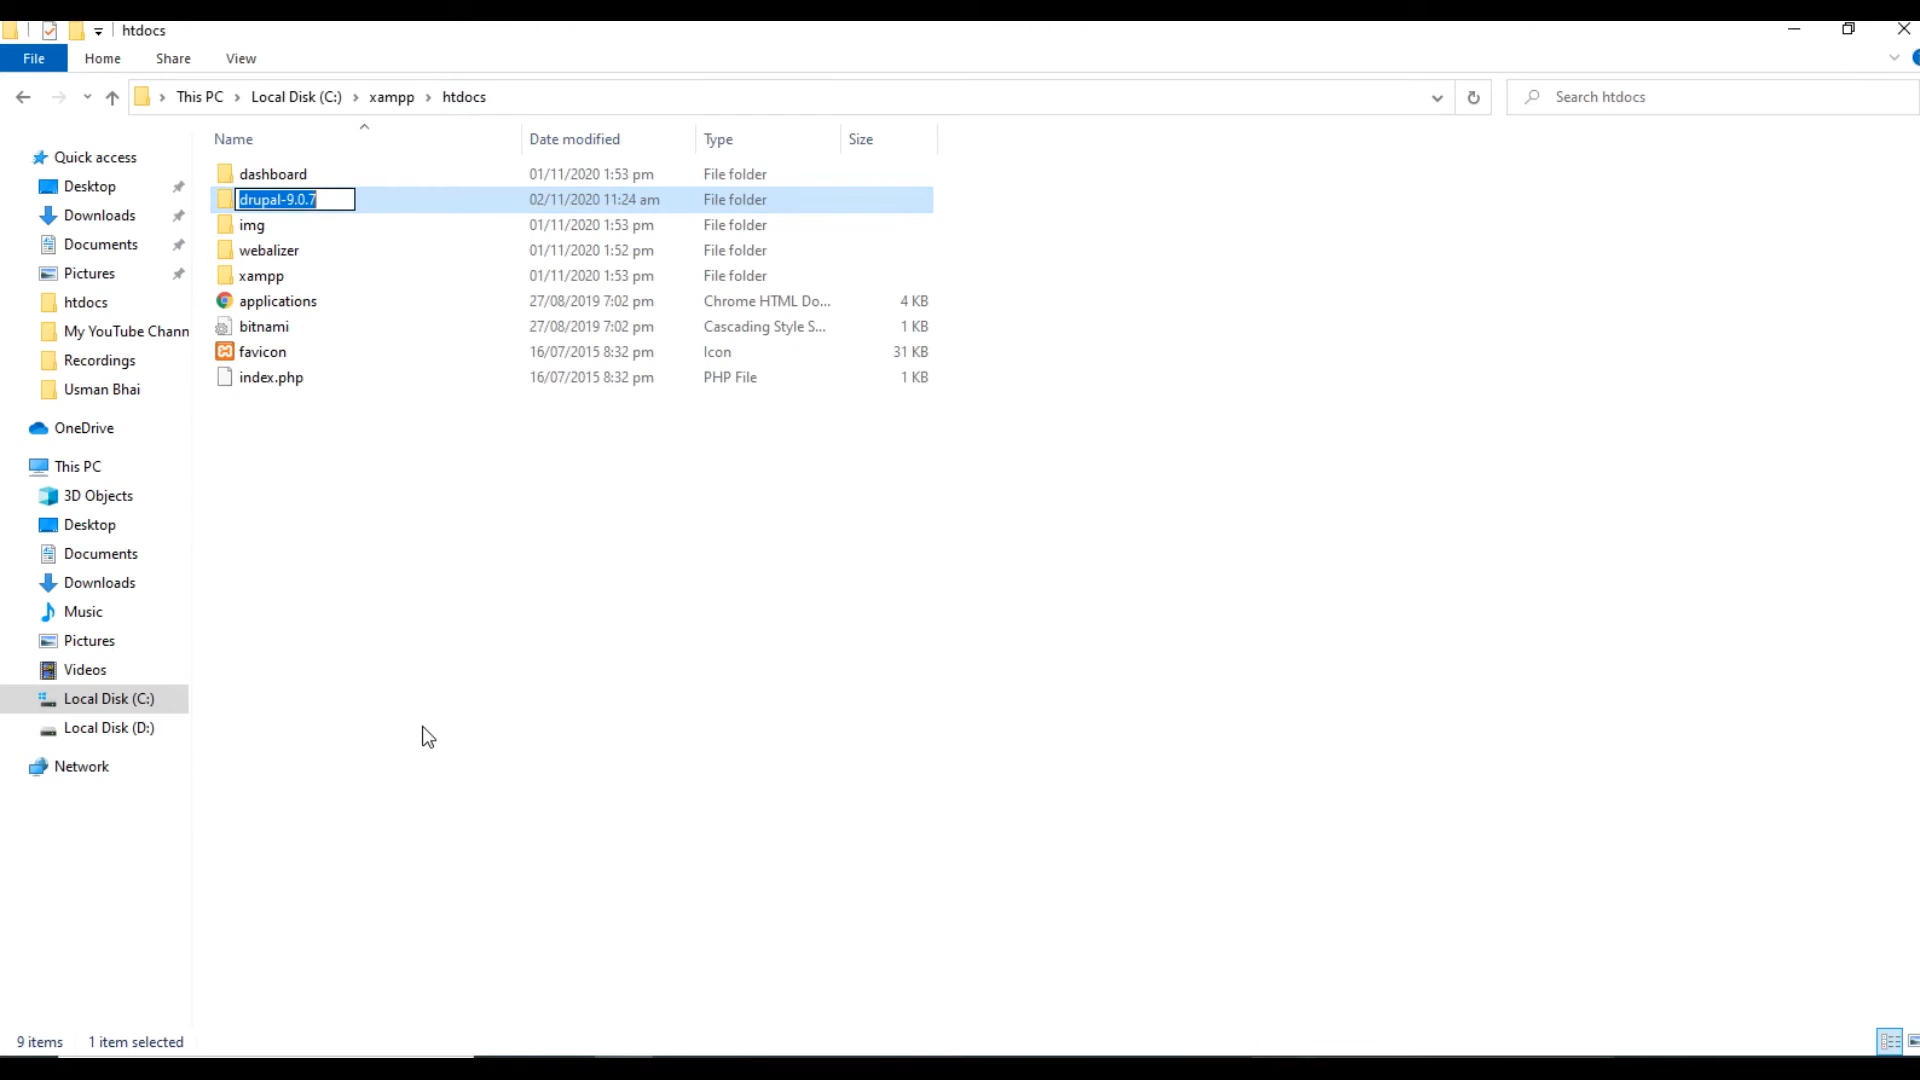 htdocs
File Home Share View
This PC Local Disk (C:) xampp htdocs Search htdocs
Name Date modified Type Size
Quick access
Desktop
Downloads
Documents
Pictures
htdocs
My YouTube Chann
Recordings
Usman Bhai
OneDrive
This PC
3D Objects
Desktop
Documents
Downloads
Music
Pictures
Videos
Local Disk (C:)
Local Disk (D:)
Network
dashboard 01/11/2020 1:53 pm File folder
drupal-9.0.7 02/11/2020 11:24 am File folder
img 01/11/2020 1:53 pm File folder
webalizer 01/11/2020 1:52 pm File folder
xampp 01/11/2020 1:53 pm File folder
applications 27/08/2019 7:02 pm Chrome HTML Do... 4 KB
bitnami 27/08/2019 7:02 pm Cascading Style S... 1 KB
favicon 16/07/2015 8:32 pm Icon 31 KB
index.php 16/07/2015 8:32 pm PHP File 1 KB
9 items 1 item selected